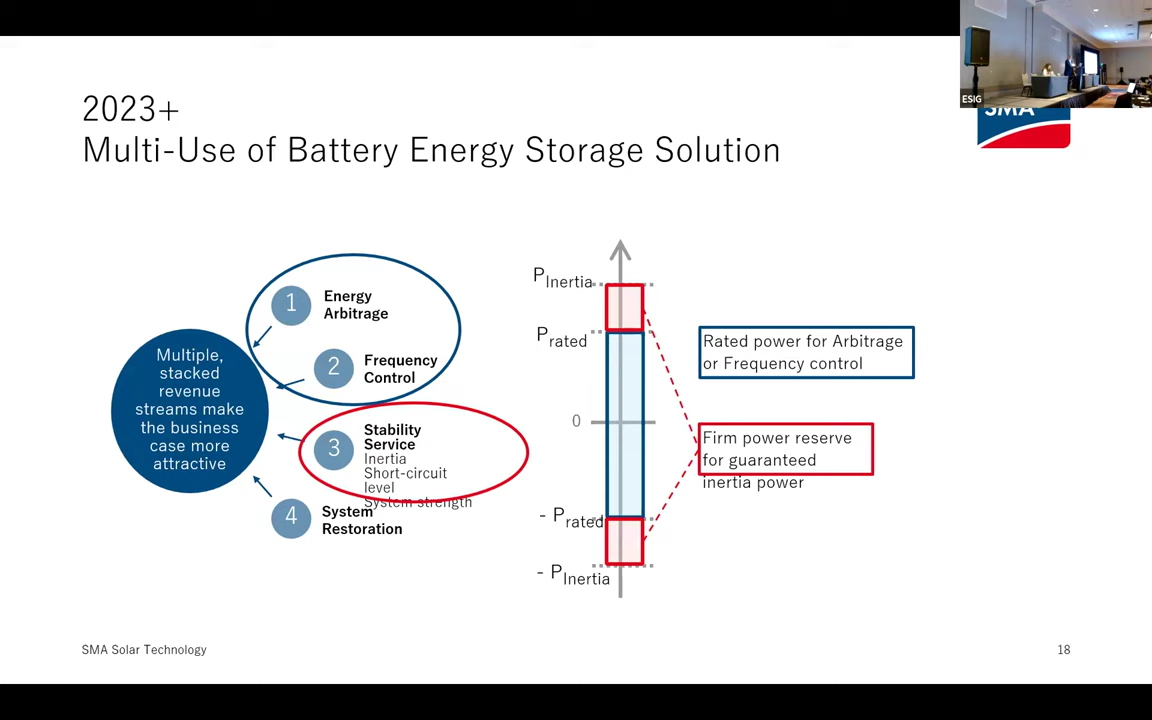 ESIG
SMA
2023+
Multi-Use of Battery Energy Storage Solution
Multiple,
stacked
revenue
streams make
the business
case more
attractive
1
Energy
Arbitrage
2
Frequency
Control
3
Stability
Service
Inertia
Short-circuit
level
System strength
4
System
Restoration
PInertia
Prated
0
- Prated
- PInertia
Rated power for Arbitrage
or Frequency control
Firm power reserve
for guaranteed
inertia power
SMA Solar Technology
18